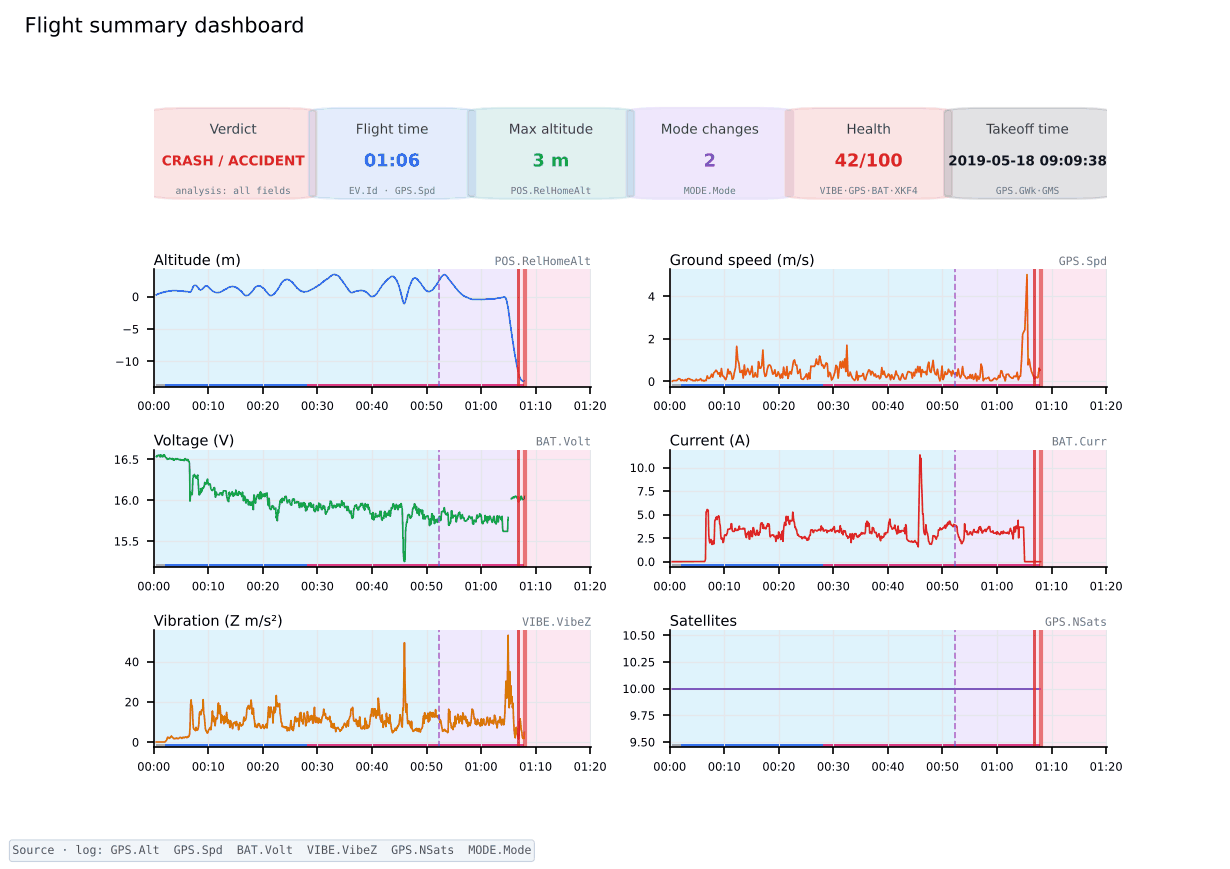 Flight summary dashboard
Verdict
CRASH / ACCIDENT
analysis: all fields
Flight time
01:06
EV.Id · GPS.Spd
Max altitude
3 m
POS.RelHomeAlt
Mode changes
2
MODE.Mode
Health
42/100
VIBE·GPS·BAT·XKF4
Takeoff time
2019-05-18 09:09:38
GPS.GWk·GMS
Altitude (m) POS.RelHomeAlt
0
−5
−10
00:00 00:10 00:20 00:30 00:40 00:50 01:00 01:10 01:20
Ground speed (m/s) GPS.Spd
4
2
0
00:00 00:10 00:20 00:30 00:40 00:50 01:00 01:10 01:20
Voltage (V) BAT.Volt
16.5
16.0
15.5
00:00 00:10 00:20 00:30 00:40 00:50 01:00 01:10 01:20
Current (A) BAT.Curr
10.0
7.5
5.0
2.5
0.0
00:00 00:10 00:20 00:30 00:40 00:50 01:00 01:10 01:20
Vibration (Z m/s²) VIBE.VibeZ
40
20
0
00:00 00:10 00:20 00:30 00:40 00:50 01:00 01:10 01:20
Satellites GPS.NSats
10.50
10.25
10.00
9.75
9.50
00:00 00:10 00:20 00:30 00:40 00:50 01:00 01:10 01:20
Source · log: GPS.Alt GPS.Spd BAT.Volt VIBE.VibeZ GPS.NSats MODE.Mode